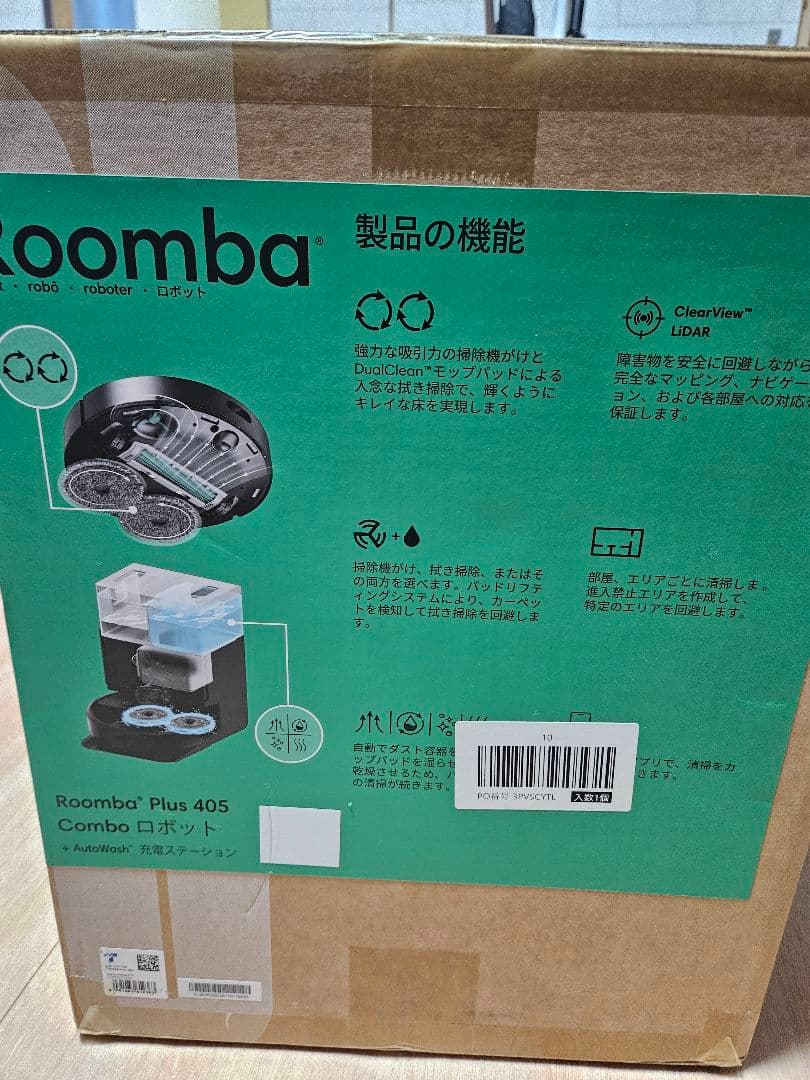 Roomba®
・ robô ・ roboter ・ ロボット
製品の機能
強力な吸引力の掃除機がけと
DualClean™モップパッドによる
入念な拭き掃除で、輝くように
キレイな床を実現します。
ClearView™
LiDAR
障害物を安全に回避しながら
完全なマッピング、ナビゲー
ョン、および各部屋への対応を
保証します。
+
掃除機がけ、拭き掃除、またはそ
の両方を選べます。パッドリフテ
ィングシステムにより、カーペッ
トを検知して拭き掃除を回避しま
す。
部屋、エリアごとに清掃しま。
進入禁止エリアを作成して、
特定のエリアを回避します。
自動でダスト容器を
ップパッドを湿らせ
乾燥させるため、
の清掃が続きます。
プリで、清掃をカ
きます。
10
PO番号 3PVSCYTL 入数1個
Roomba® Plus 405
Combo ロボット
+ AutoWash™ 充電ステーション